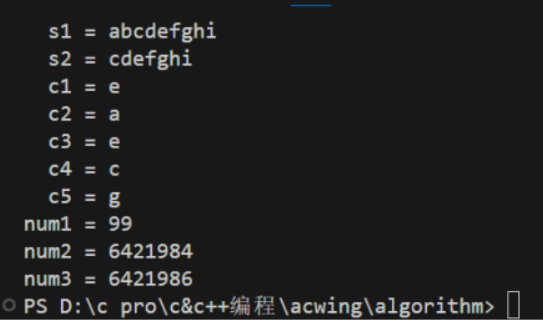 s1 = abcdefghi
s2 = cdefghi
c1 = e
c2 = a
c3 = e
c4 = c
c5 = g
num1 = 99
num2 = 6421984
num3 = 6421986
PS D:\c pro\c&c++编程\acwing\algorithm>